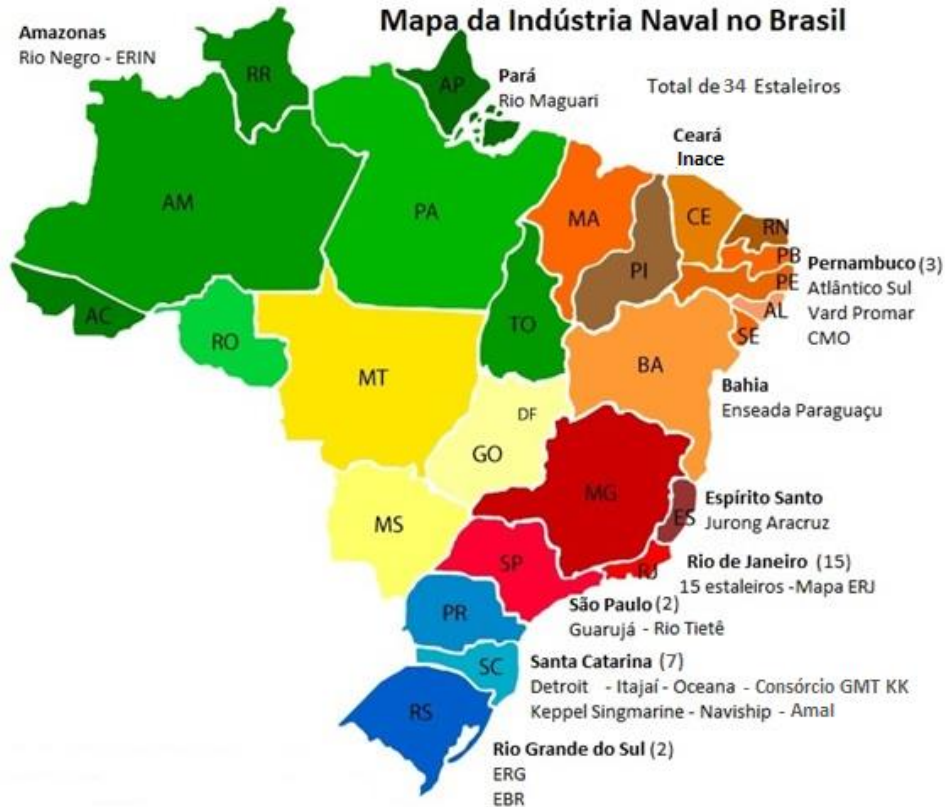 Mapa da Indústria Naval no Brasil
Amazonas
Rio Negro - ERIN
Total de 34 Estaleiros
Pará
Rio Maguari
Ceará
Inace
RR
AP
AM
PA
MA
CE
RN
PI
PB
PE
Pernambuco (3)
Atlântico Sul
Vard Promar
CMO
AC
RO
TO
AL
SE
MT
BA
Bahia
Enseada Paraguaçu
DF
GO
MG
ES
Espírito Santo
Jurong Aracruz
MS
SP
RJ
Rio de Janeiro (15)
15 estaleiros -Mapa ERJ
São Paulo (2)
Guarujá - Rio Tietê
PR
SC
Santa Catarina (7)
Detroit - Itajaí - Oceana - Consórcio GMT KK
Keppel Singmarine - Naviship - Amal
RS
Rio Grande do Sul (2)
ERG
EBR